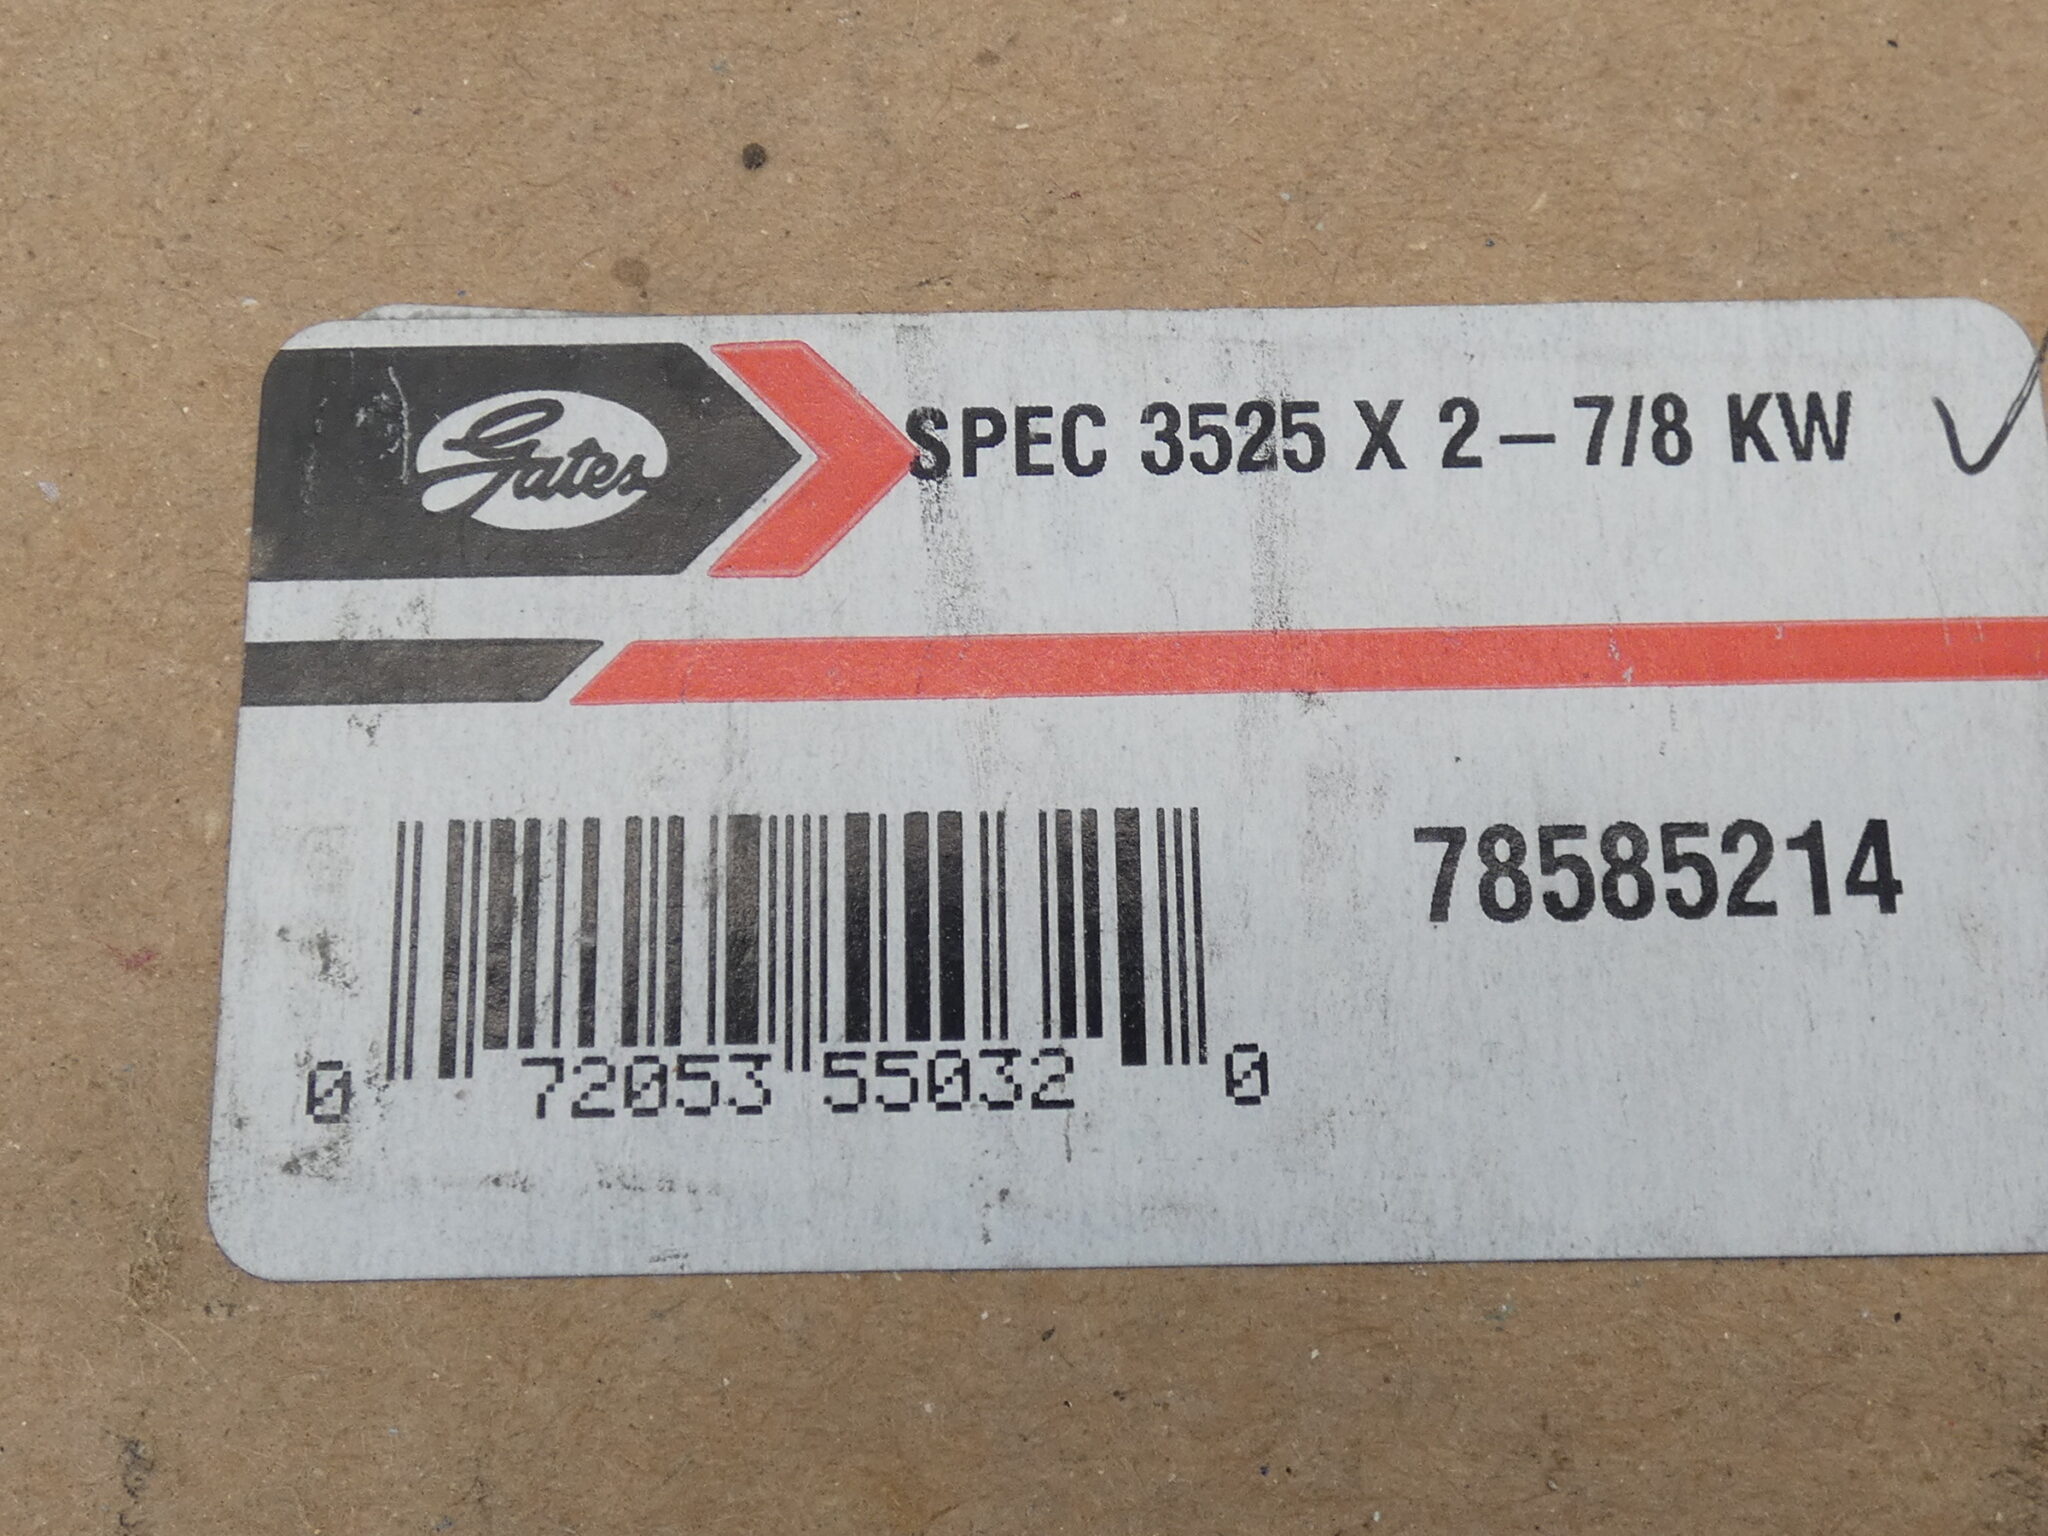 Gates
SPEC 3525 X 2 – 7/8 KW
78585214
0 72053 55032 0